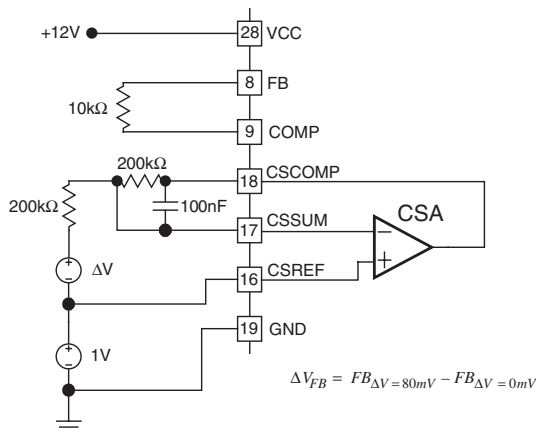 +12V
28 VCC
8 FB
10kΩ
9 COMP
200kΩ
18 CSCOMP
200kΩ
100nF
CSA
17 CSSUM
−
+
ΔV
16 CSREF
19 GND
1V
ΔV_FB = FB_ΔV=80mV − FB_ΔV=0mV